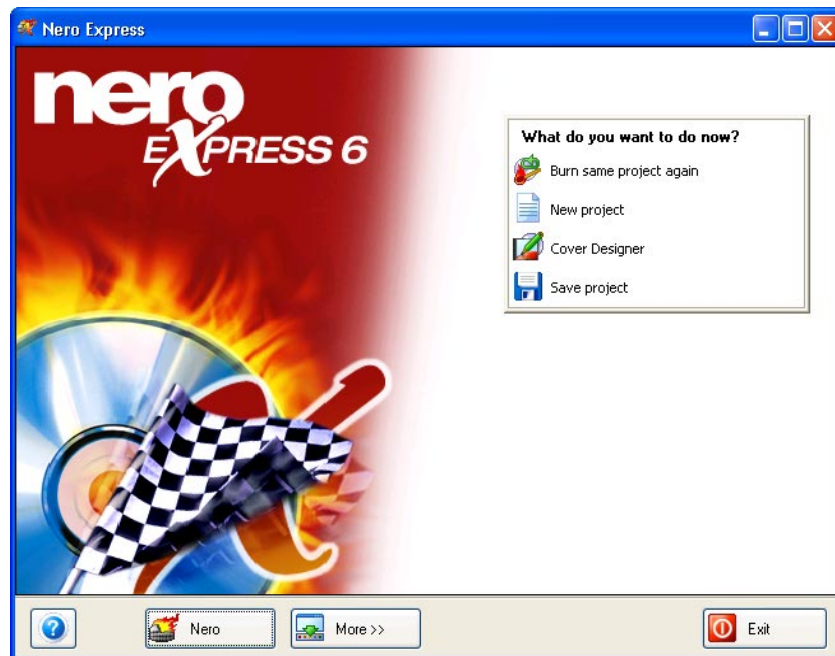 Nero Express
nero
EXPRESS 6
What do you want to do now?
Burn same project again
New project
Cover Designer
Save project
?
Nero
More >>
Exit